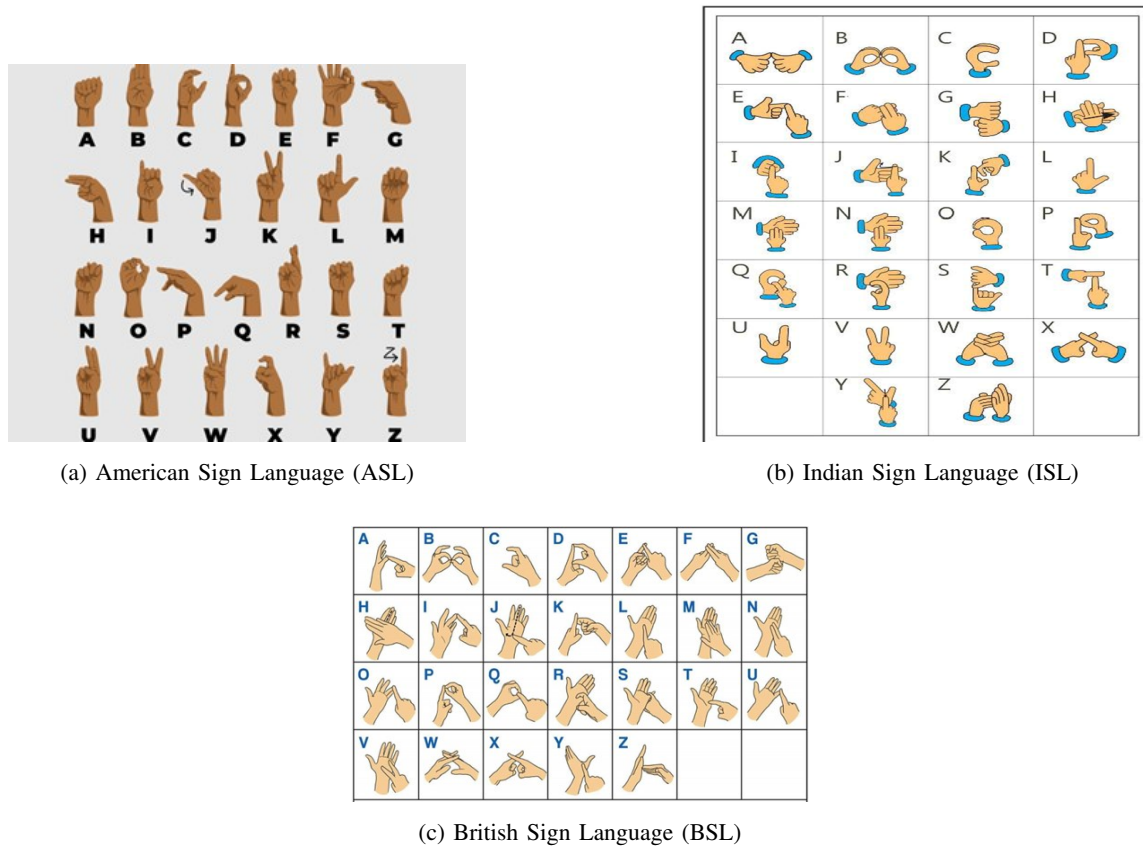 A B C D E F G
H I J K L M
N O P Q R S T
Z
U V W X Y Z
(a) American Sign Language (ASL)
A B C D
E F G H
I J K L
M N O P
Q R S T
U V W X
Y Z
(b) Indian Sign Language (ISL)
A B C D E F G
H I J K L M N
O P Q R S T U
V W X Y Z
(c) British Sign Language (BSL)